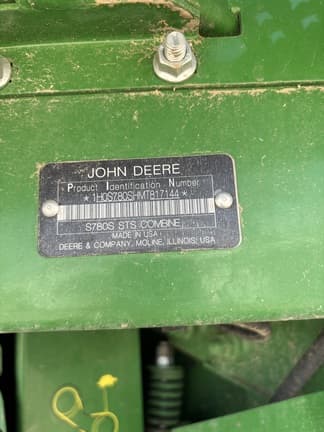 JOHN DEERE
Product Identification Number
*1H0S780SHMT817144*
S780S STS COMBINE
MADE IN USA
DEERE & COMPANY, MOLINE, ILLINOIS, USA